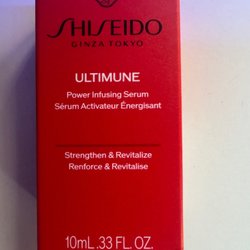 SHISEIDO
GINZA TOKYO
ULTIMUNE
Power Infusing Serum
Sérum Activateur Énergisant
Strengthen & Revitalize
Renforce & Revitalise
10mL .33 FL. OZ.